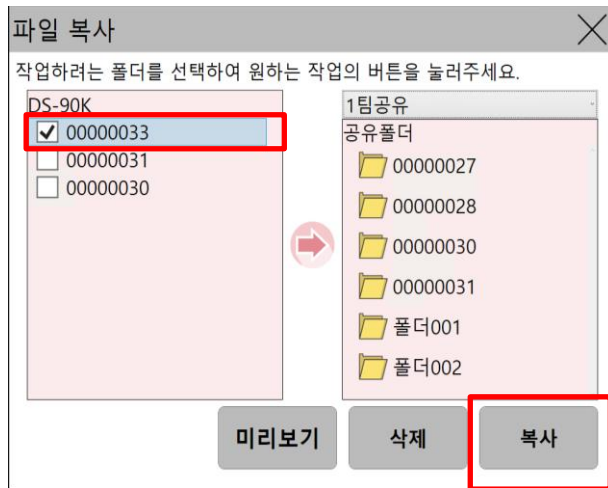 파일 복사
작업하려는 폴더를 선택하여 원하는 작업의 버튼을 눌러주세요.
DS-90K
00000033
00000031
00000030
1팀공유
공유폴더
00000027
00000028
00000030
00000031
폴더001
폴더002
미리보기
삭제
복사